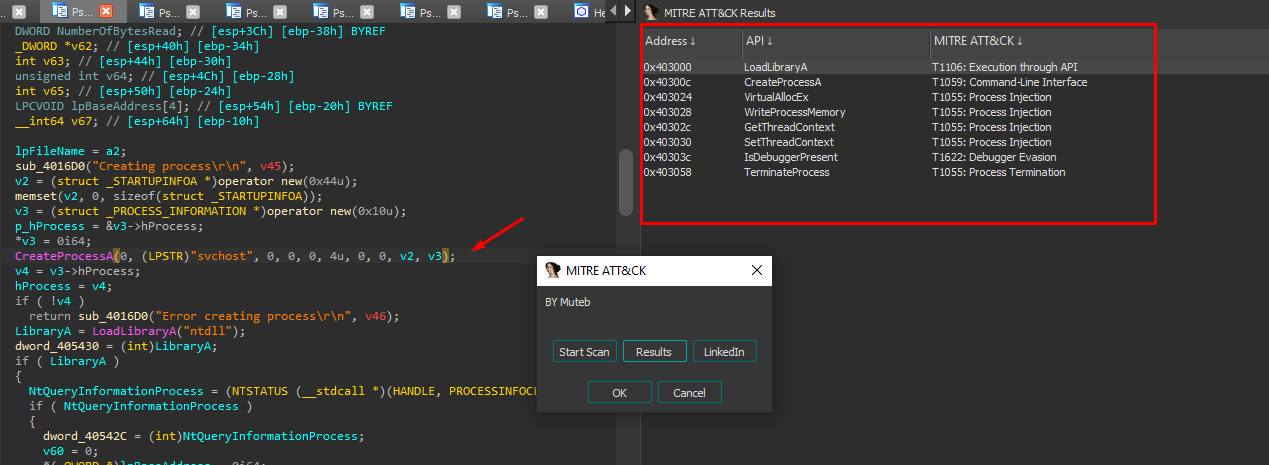 Ps...
Ps...
Ps...
Ps...
Ps...
Ps...
He
DWORD NumberOfBytesRead; // [esp+3Ch] [ebp-38h] BYREF
_DWORD *v62; // [esp+40h] [ebp-34h]
int v63; // [esp+44h] [ebp-30h]
unsigned int v64; // [esp+4Ch] [ebp-28h]
int v65; // [esp+50h] [ebp-24h]
LPCVOID lpBaseAddress[4]; // [esp+54h] [ebp-20h] BYREF
__int64 v67; // [esp+64h] [ebp-10h]
lpFileName = a2;
sub_4016D0("Creating process\r\n", v45);
v2 = (struct _STARTUPINFOA *)operator new(0x44u);
memset(v2, 0, sizeof(struct _STARTUPINFOA));
v3 = (struct _PROCESS_INFORMATION *)operator new(0x10u);
p_hProcess = &v3->hProcess;
*v3 = 0i64;
CreateProcessA(0, (LPSTR)"svchost", 0, 0, 0, 4u, 0, 0, v2, v3);
v4 = v3->hProcess;
hProcess = v4;
if ( !v4 )
return sub_4016D0("Error creating process\r\n", v46);
LibraryA = LoadLibraryA("ntdll");
dword_405430 = (int)LibraryA;
if ( LibraryA )
{
NtQueryInformationProcess = (NTSTATUS (__stdcall *)(HANDLE, PROCESSINFOCL
if ( NtQueryInformationProcess )
{
dword_40542C = (int)NtQueryInformationProcess;
v60 = 0;
*(_OWORD *)lpBaseAddress = 0i64;
MITRE ATT&CK Results
Address ↓ API ↓ MITRE ATT&CK ↓
0x403000 LoadLibraryA T1106: Execution through API
0x40300c CreateProcessA T1059: Command-Line Interface
0x403024 VirtualAllocEx T1055: Process Injection
0x403028 WriteProcessMemory T1055: Process Injection
0x40302c GetThreadContext T1055: Process Injection
0x403030 SetThreadContext T1055: Process Injection
0x40303c IsDebuggerPresent T1622: Debugger Evasion
0x403058 TerminateProcess T1055: Process Termination
MITRE ATT&CK
BY Muteb
Start Scan Results LinkedIn
OK Cancel